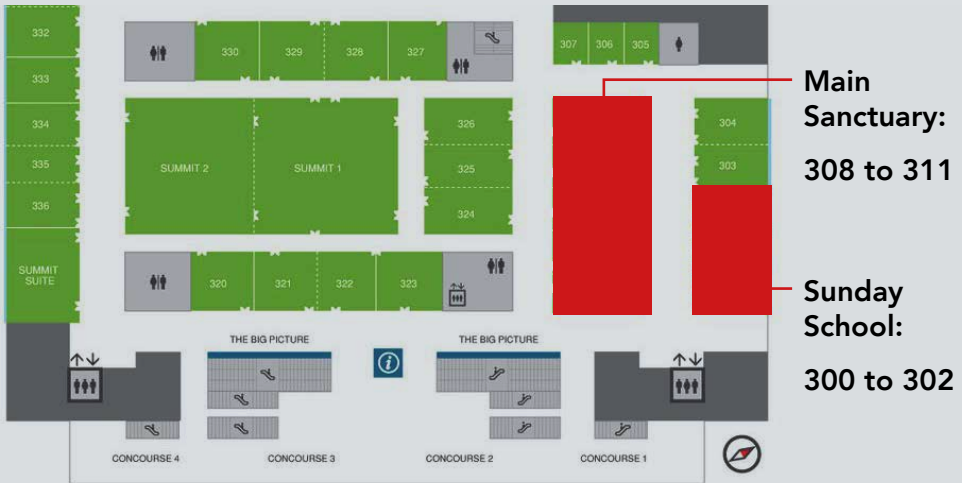 332
330
329
328
327
307
306
305
333
334
335
336
SUMMIT
SUITE
SUMMIT 2
SUMMIT 1
326
325
324
304
303
320
321
322
323
Main
Sanctuary:
308 to 311
Sunday
School:
300 to 302
THE BIG PICTURE
THE BIG PICTURE
i
CONCOURSE 4
CONCOURSE 3
CONCOURSE 2
CONCOURSE 1